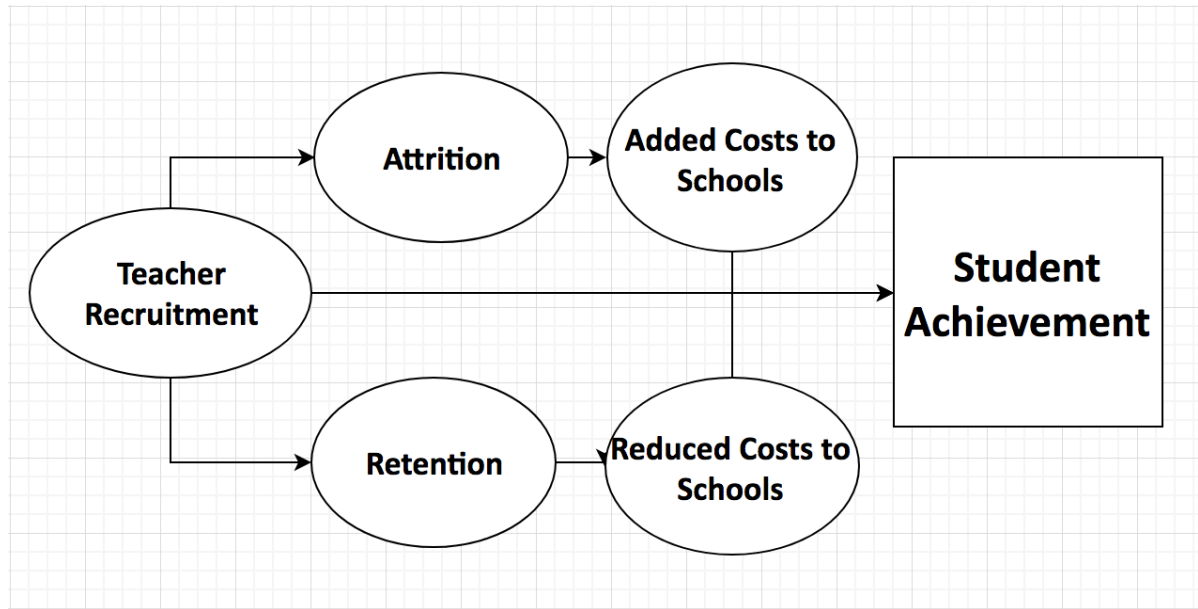 Attrition
Added Costs to
Schools
Teacher
Recruitment
Student
Achievement
Retention
Reduced Costs to
Schools